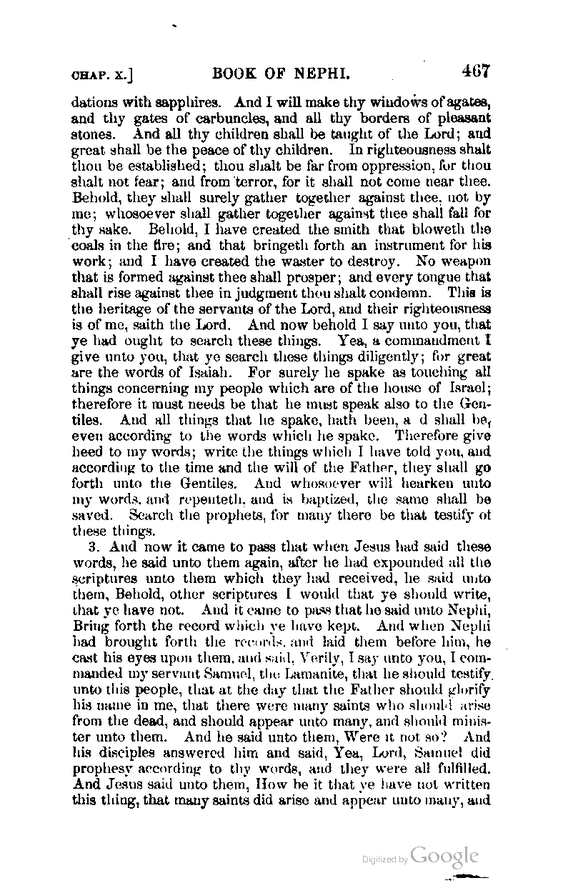 CHAP. X.] BOOK OF NEPHI. 467
dations with sapphires. And I will make thy windows of agates,
and thy gates of carbuncles, and all thy borders of pleasant
stones. And all thy children shall be taught of the Lord; and
great shall be the peace of thy children. In righteousness shalt
thou be established; thou shalt be far from oppression, for thou
shalt not fear; and from terror, for it shall not come near thee.
Behold, they shall surely gather together against thee, not by
me; whosoever shall gather together against thee shall fall for
thy sake. Behold, I have created the smith that bloweth the
coals in the fire; and that bringeth forth an instrument for his
work; and I have created the waster to destroy. No weapon
that is formed against thee shall prosper; and every tongue that
shall rise against thee in judgment thou shalt condemn. This is
the heritage of the servants of the Lord, and their righteousness
is of me, saith the Lord. And now behold I say unto you, that
ye had ought to search these things. Yea, a commandment I
give unto you, that ye search these things diligently; for great
are the words of Isaiah. For surely he spake as touching all
things concerning my people which are of the house of Israel;
therefore it must needs be that he must speak also to the Gen-
tiles. And all things that he spake, hath been, a d shall be,
even according to the words which he spake. Therefore give
heed to my words; write the things which I have told you, and
according to the time and the will of the Father, they shall go
forth unto the Gentiles. And whosoever will hearken unto
my words, and repenteth, and is baptized, the same shall be
saved. Search the prophets, for many there be that testify of
these things.
3. And now it came to pass that when Jesus had said these
words, he said unto them again, after he had expounded all the
scriptures unto them which they had received, he said unto
them, Behold, other scriptures I would that ye should write,
that ye have not. And it came to pass that he said unto Nephi,
Bring forth the record which ye have kept. And when Nephi
had brought forth the records, and laid them before him, he
cast his eyes upon them, and said, Verily, I say unto you, I com-
manded my servant Samuel, the Lamanite, that he should testify
unto this people, that at the day that the Father should glorify
his name in me, that there were many saints who should arise
from the dead, and should appear unto many, and should minis-
ter unto them. And he said unto them, Were it not so? And
his disciples answered him and said, Yea, Lord, Samuel did
prophesy according to thy words, and they were all fulfilled.
And Jesus said unto them, How be it that ye have not written
this thing, that many saints did arise and appear unto many, and
Digitized by Google